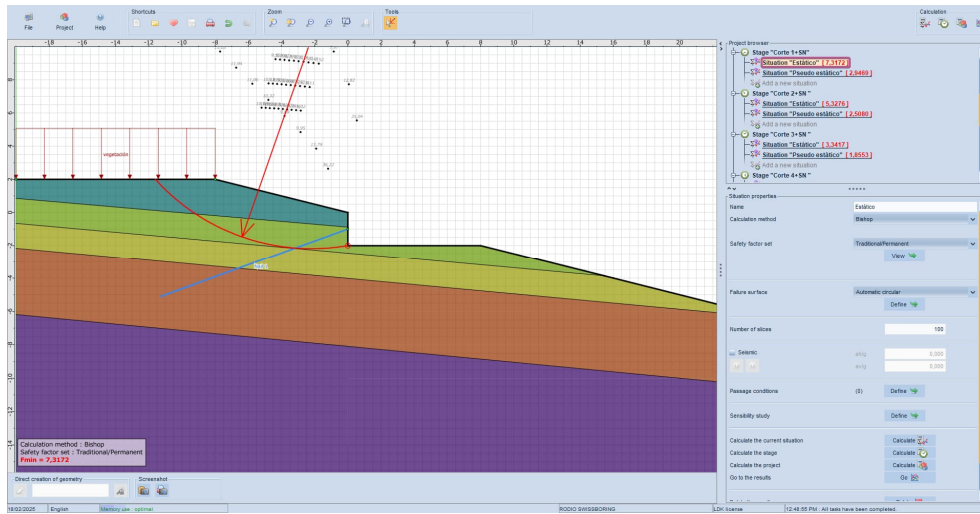 Shortcuts
Zoom
Tools
Calculation
File
Project
Help
-18 -16 -14 -12 -10 -8 -6 -4 -2 0 2 4 6 8 10 12 14 16 18 20
vegetación
Calculation method : Bishop
Safety factor set : Traditional/Permanent
Fmin = 7,3172
Direct creation of geometry
Screenshot
Project browser
Stage "Corte 1+SN"
Situation "Estático" [ 7,3172 ]
Situation "Pseudo estático" [ 2,9469 ]
Add a new situation
Stage "Corte 2+SN "
Situation "Estático" [ 5,3276 ]
Situation "Pseudo estático" [ 2,5080 ]
Add a new situation
Stage "Corte 3+SN "
Situation "Estático" [ 3,3417 ]
Situation "Pseudo estático" [ 1,8553 ]
Add a new situation
Stage "Corte 4+SN "
Situation properties
Name
Estático
Calculation method
Bishop
Safety factor set
Traditional/Permanent
View
Failure surface
Automatic circular
Define
Number of slices
100
Seismic
0,000
0,000
Passage conditions
(0)
Define
Sensibility study
Define
Calculate the current situation
Calculate
Calculate the stage
Calculate
Calculate the project
Calculate
Go to the results
Go
18/02/2025
English
Memory use : optimal
RODIO SWISSBORING
LDK license
12:48:55 PM : All tasks have been completed.